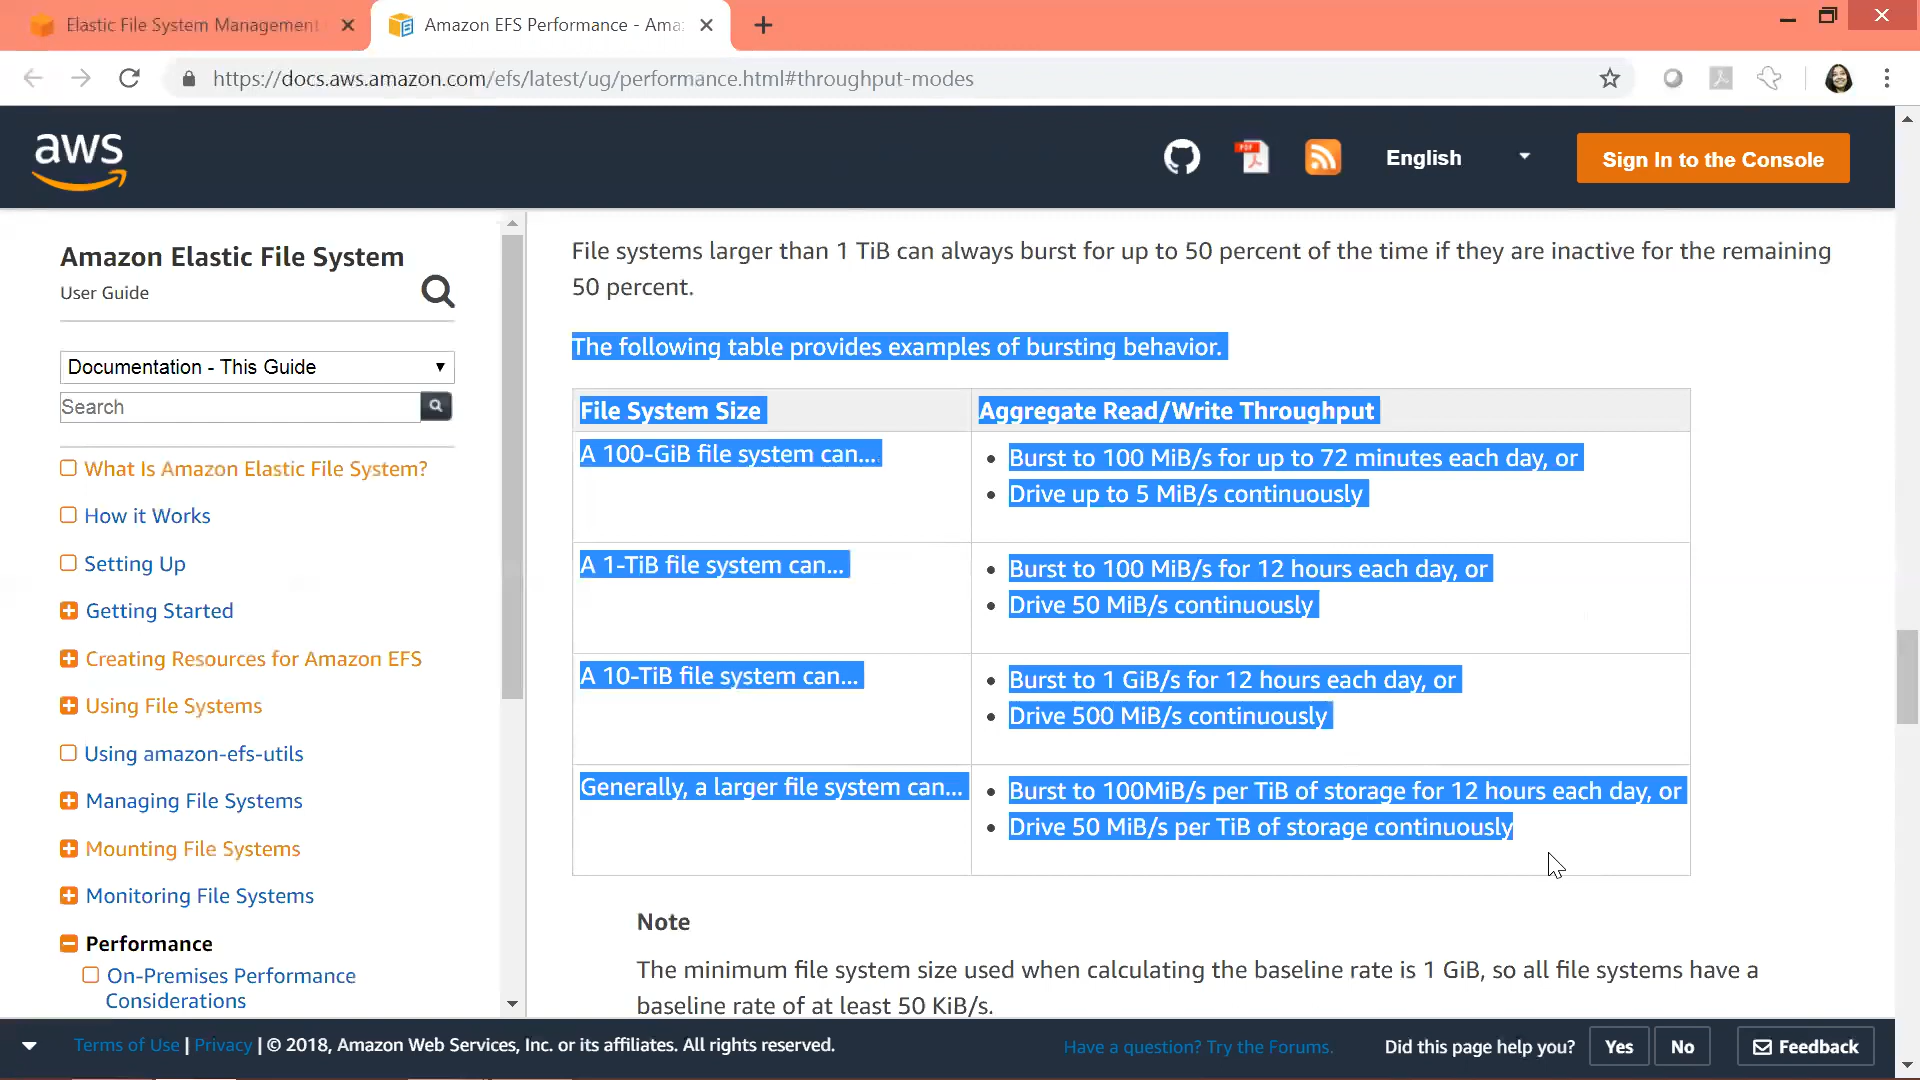 Elastic File System Management
Amazon EFS Performance - Ama
https://docs.aws.amazon.com/efs/latest/ug/performance.html#throughput-modes
aws
PDF
English
Sign In to the Console
Amazon Elastic File System
User Guide
Documentation - This Guide
Search
What Is Amazon Elastic File System?
How it Works
Setting Up
Getting Started
Creating Resources for Amazon EFS
Using File Systems
Using amazon-efs-utils
Managing File Systems
Mounting File Systems
Monitoring File Systems
Performance
On-Premises Performance
Considerations
File systems larger than 1 TiB can always burst for up to 50 percent of the time if they are inactive for the remaining
50 percent.
The following table provides examples of bursting behavior.
File System Size
Aggregate Read/Write Throughput
A 100-GiB file system can...
Burst to 100 MiB/s for up to 72 minutes each day, or
Drive up to 5 MiB/s continuously
A 1-TiB file system can...
Burst to 100 MiB/s for 12 hours each day, or
Drive 50 MiB/s continuously
A 10-TiB file system can...
Burst to 1 GiB/s for 12 hours each day, or
Drive 500 MiB/s continuously
Generally, a larger file system can...
Burst to 100MiB/s per TiB of storage for 12 hours each day, or
Drive 50 MiB/s per TiB of storage continuously
Note
The minimum file system size used when calculating the baseline rate is 1 GiB, so all file systems have a
baseline rate of at least 50 KiB/s.
Terms of Use | Privacy | © 2018, Amazon Web Services, Inc. or its affiliates. All rights reserved.
Have a question? Try the Forums.
Did this page help you?
Yes
No
Feedback